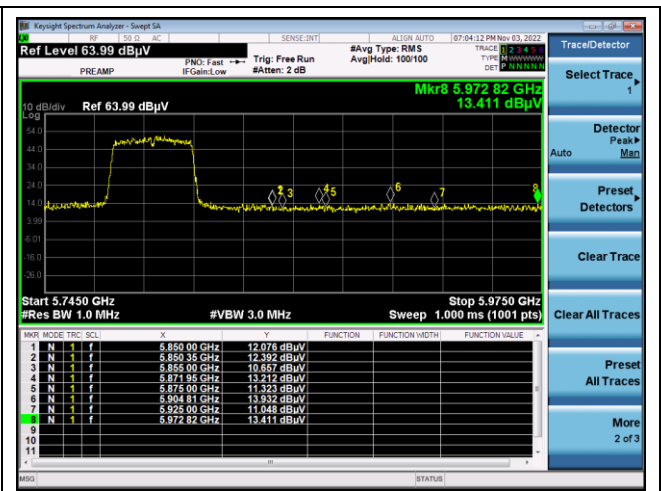 Keysight Spectrum Analyzer - Swept SA
RF 50 Ω AC SENSE:INT ALIGN AUTO 07:04:12 PM Nov 03, 2022
Ref Level 63.99 dBµV
PREAMP
PNO: Fast
IFGain:Low
Trig: Free Run
#Atten: 2 dB
#Avg Type: RMS
Avg|Hold: 100/100
TRACE 1 2 3 4 5 6
TYPE M WWWWW
DET P N N N N N
Mkr8 5.972 82 GHz
13.411 dBµV
10 dB/div Ref 63.99 dBµV
Log
54.0
44.0
34.0
24.0
14.0
3.99
-6.01
-16.0
-26.0
2 3 4 5 6 7 8
Start 5.7450 GHz Stop 5.9750 GHz
#Res BW 1.0 MHz #VBW 3.0 MHz Sweep 1.000 ms (1001 pts)
MKR MODE TRC SCL X Y FUNCTION FUNCTION WIDTH FUNCTION VALUE
1 N 1 f 5.850 00 GHz 12.076 dBµV
2 N 1 f 5.850 35 GHz 12.392 dBµV
3 N 1 f 5.855 00 GHz 10.657 dBµV
4 N 1 f 5.871 95 GHz 13.212 dBµV
5 N 1 f 5.875 00 GHz 11.323 dBµV
6 N 1 f 5.904 81 GHz 13.932 dBµV
7 N 1 f 5.925 00 GHz 11.048 dBµV
8 N 1 f 5.972 82 GHz 13.411 dBµV
9
10
11
MSG STATUS
Trace/Detector
Select Trace
1
Detector
Peak
Auto Man
Preset
Detectors
Clear Trace
Clear All Traces
Preset
All Traces
More
2 of 3